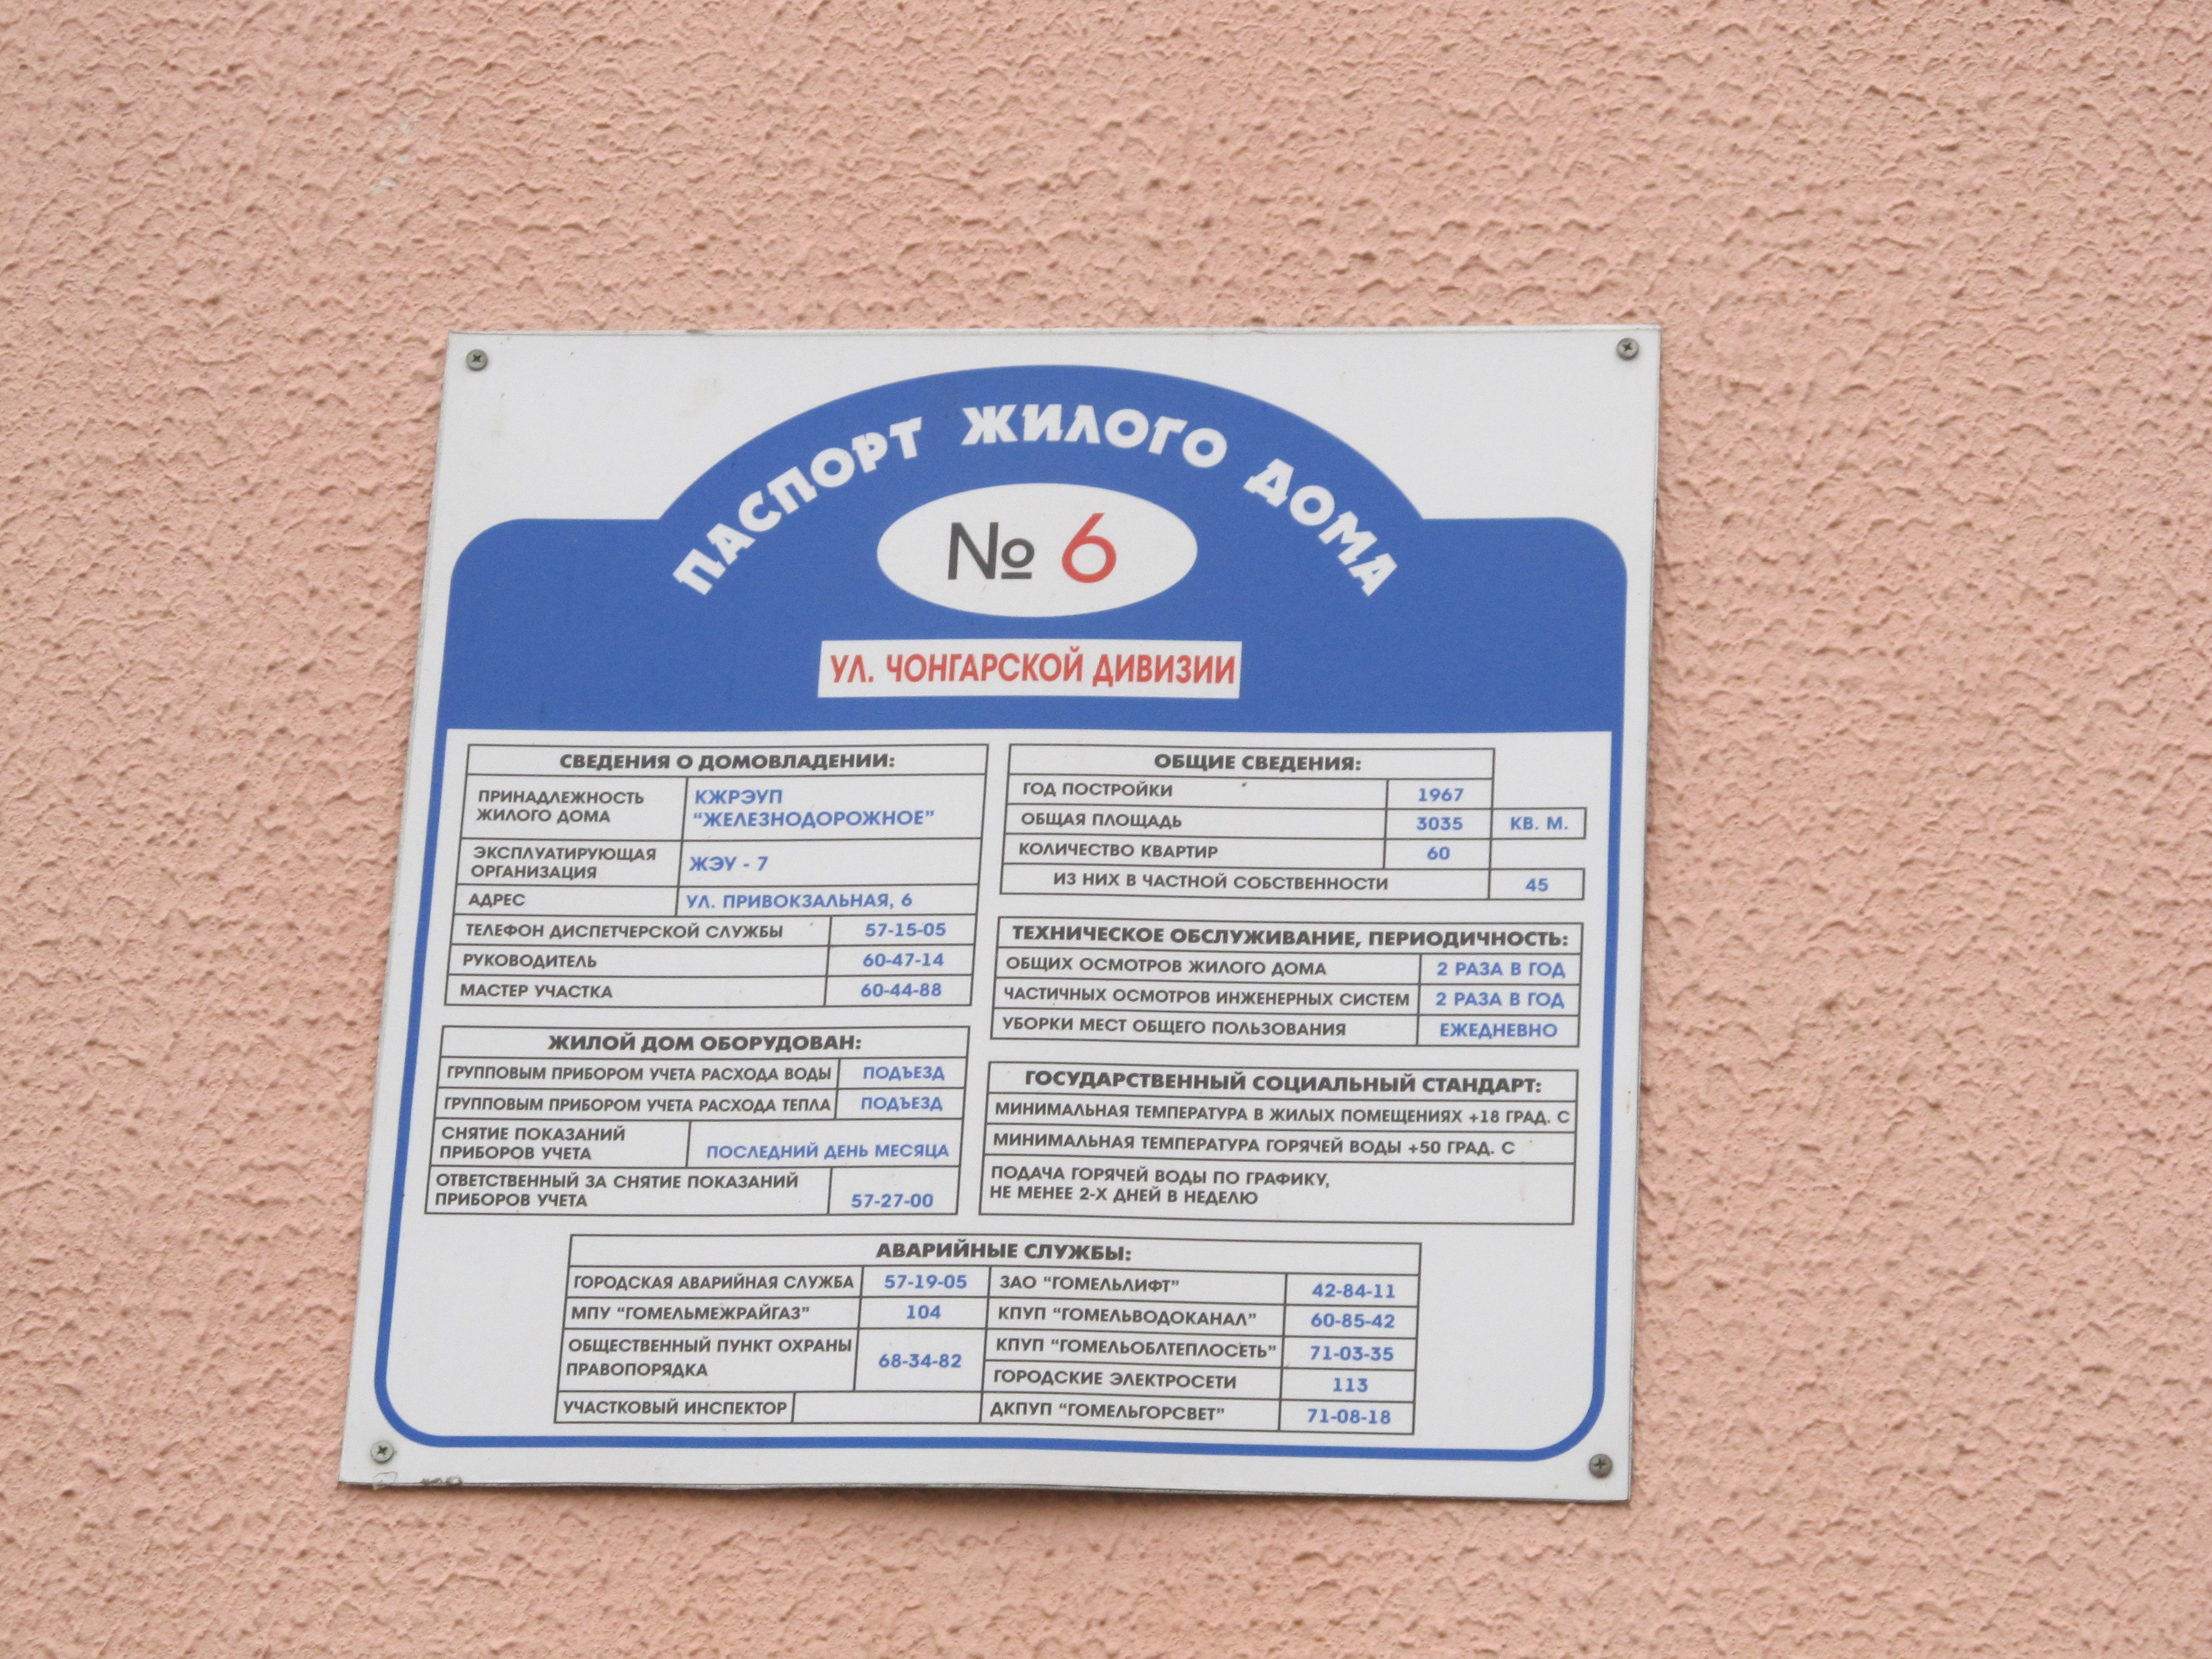 ПАСПОРТ ЖИЛОГО ДОМА
№ 6
УЛ. ЧОНГАРСКОЙ ДИВИЗИИ
СВЕДЕНИЯ О ДОМОВЛАДЕНИИ:
ПРИНАДЛЕЖНОСТЬ
ЖИЛОГО ДОМА
КЖРЭУП
"ЖЕЛЕЗНОДОРОЖНОЕ"
ЭКСПЛУАТИРУЮЩАЯ
ОРГАНИЗАЦИЯ
ЖЭУ - 7
АДРЕС УЛ. ПРИВОКЗАЛЬНАЯ, 6
ТЕЛЕФОН ДИСПЕТЧЕРСКОЙ СЛУЖБЫ 57-15-05
РУКОВОДИТЕЛЬ 60-47-14
МАСТЕР УЧАСТКА 60-44-88
ЖИЛОЙ ДОМ ОБОРУДОВАН:
ГРУППОВЫМ ПРИБОРОМ УЧЕТА РАСХОДА ВОДЫ ПОДЪЕЗД
ГРУППОВЫМ ПРИБОРОМ УЧЕТА РАСХОДА ТЕПЛА ПОДЪЕЗД
СНЯТИЕ ПОКАЗАНИЙ
ПРИБОРОВ УЧЕТА
ПОСЛЕДНИЙ ДЕНЬ МЕСЯЦА
ОТВЕТСТВЕННЫЙ ЗА СНЯТИЕ ПОКАЗАНИЙ
ПРИБОРОВ УЧЕТА
57-27-00
ОБЩИЕ СВЕДЕНИЯ:
ГОД ПОСТРОЙКИ 1967
ОБЩАЯ ПЛОЩАДЬ 3035 КВ. М.
КОЛИЧЕСТВО КВАРТИР 60
ИЗ НИХ В ЧАСТНОЙ СОБСТВЕННОСТИ 45
ТЕХНИЧЕСКОЕ ОБСЛУЖИВАНИЕ, ПЕРИОДИЧНОСТЬ:
ОБЩИХ ОСМОТРОВ ЖИЛОГО ДОМА 2 РАЗА В ГОД
ЧАСТИЧНЫХ ОСМОТРОВ ИНЖЕНЕРНЫХ СИСТЕМ 2 РАЗА В ГОД
УБОРКИ МЕСТ ОБЩЕГО ПОЛЬЗОВАНИЯ ЕЖЕДНЕВНО
ГОСУДАРСТВЕННЫЙ СОЦИАЛЬНЫЙ СТАНДАРТ:
МИНИМАЛЬНАЯ ТЕМПЕРАТУРА В ЖИЛЫХ ПОМЕЩЕНИЯХ +18 ГРАД. С
МИНИМАЛЬНАЯ ТЕМПЕРАТУРА ГОРЯЧЕЙ ВОДЫ +50 ГРАД. С
ПОДАЧА ГОРЯЧЕЙ ВОДЫ ПО ГРАФИКУ,
НЕ МЕНЕЕ 2-Х ДНЕЙ В НЕДЕЛЮ
АВАРИЙНЫЕ СЛУЖБЫ:
ГОРОДСКАЯ АВАРИЙНАЯ СЛУЖБА 57-19-05
МПУ "ГОМЕЛЬМЕЖРАЙГАЗ" 104
ОБЩЕСТВЕННЫЙ ПУНКТ ОХРАНЫ
ПРАВОПОРЯДКА
68-34-82
УЧАСТКОВЫЙ ИНСПЕКТОР
ЗАО "ГОМЕЛЬЛИФТ" 42-84-11
КПУП "ГОМЕЛЬВОДОКАНАЛ" 60-85-42
КПУП "ГОМЕЛЬОБЛТЕПЛОСЕТЬ" 71-03-35
ГОРОДСКИЕ ЭЛЕКТРОСЕТИ 113
ДКПУП "ГОМЕЛЬГОРСВЕТ" 71-08-18